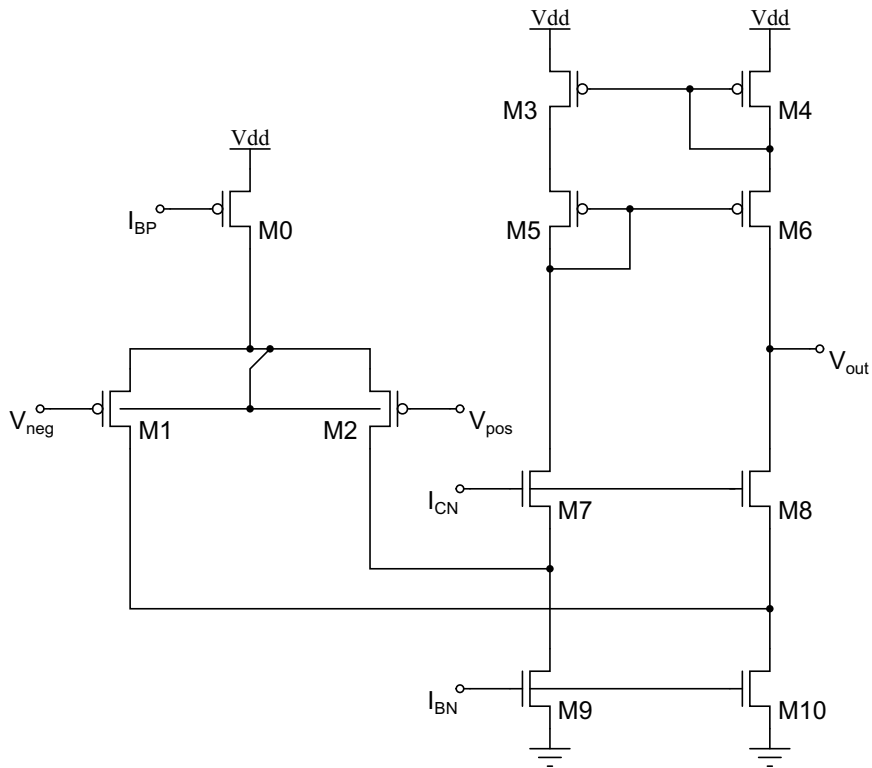 Vdd
Vdd
M3
M4
Vdd
I_BP
M0
M5
M6
V_out
V_neg
M1
M2
V_pos
I_CN
M7
M8
I_BN
M9
M10